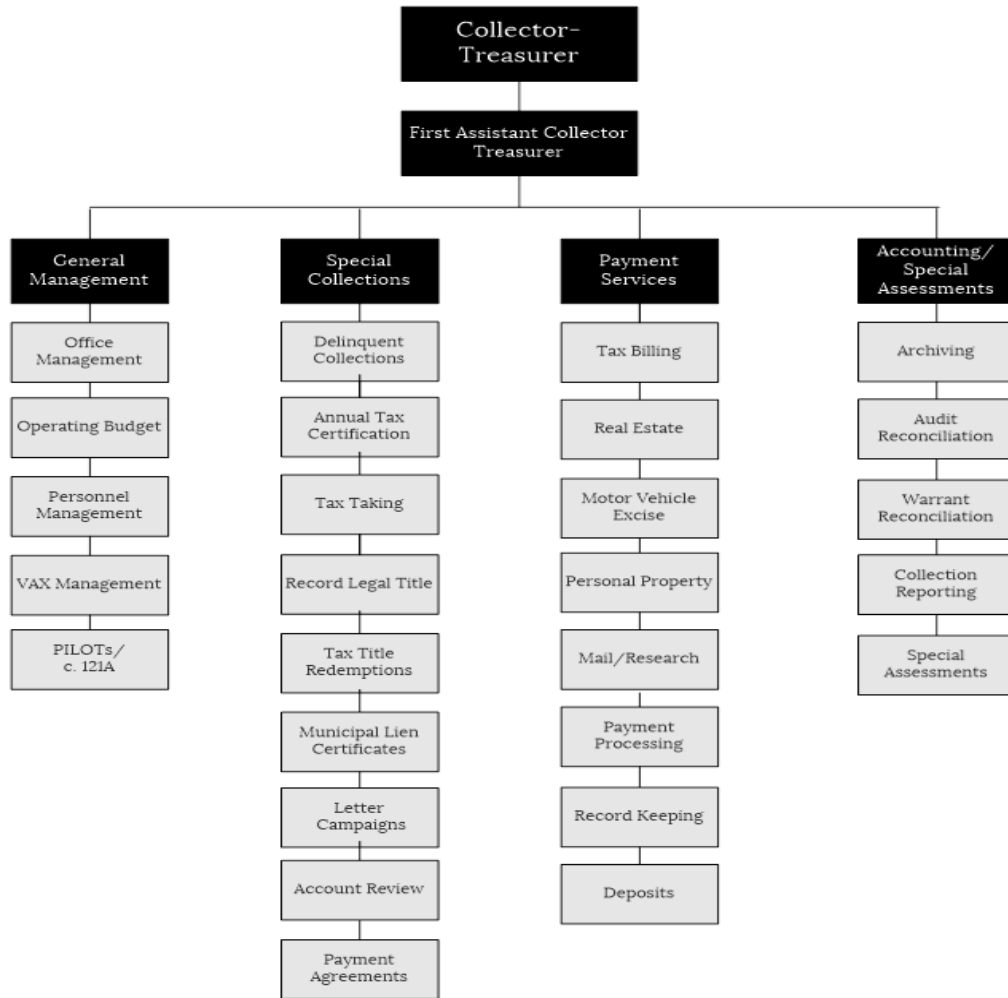 Collector-
Treasurer
First Assistant Collector
Treasurer
General
Management
Office
Management
Operating Budget
Personnel
Management
VAX Management
PILOTs/
c. 121A
Special
Collections
Delinquent
Collections
Annual Tax
Certification
Tax Taking
Record Legal Title
Tax Title
Redemptions
Municipal Lien
Certificates
Letter
Campaigns
Account Review
Payment
Agreements
Payment
Services
Tax Billing
Real Estate
Motor Vehicle
Excise
Personal Property
Mail/Research
Payment
Processing
Record Keeping
Deposits
Accounting/
Special
Assessments
Archiving
Audit
Reconciliation
Warrant
Reconciliation
Collection
Reporting
Special
Assessments